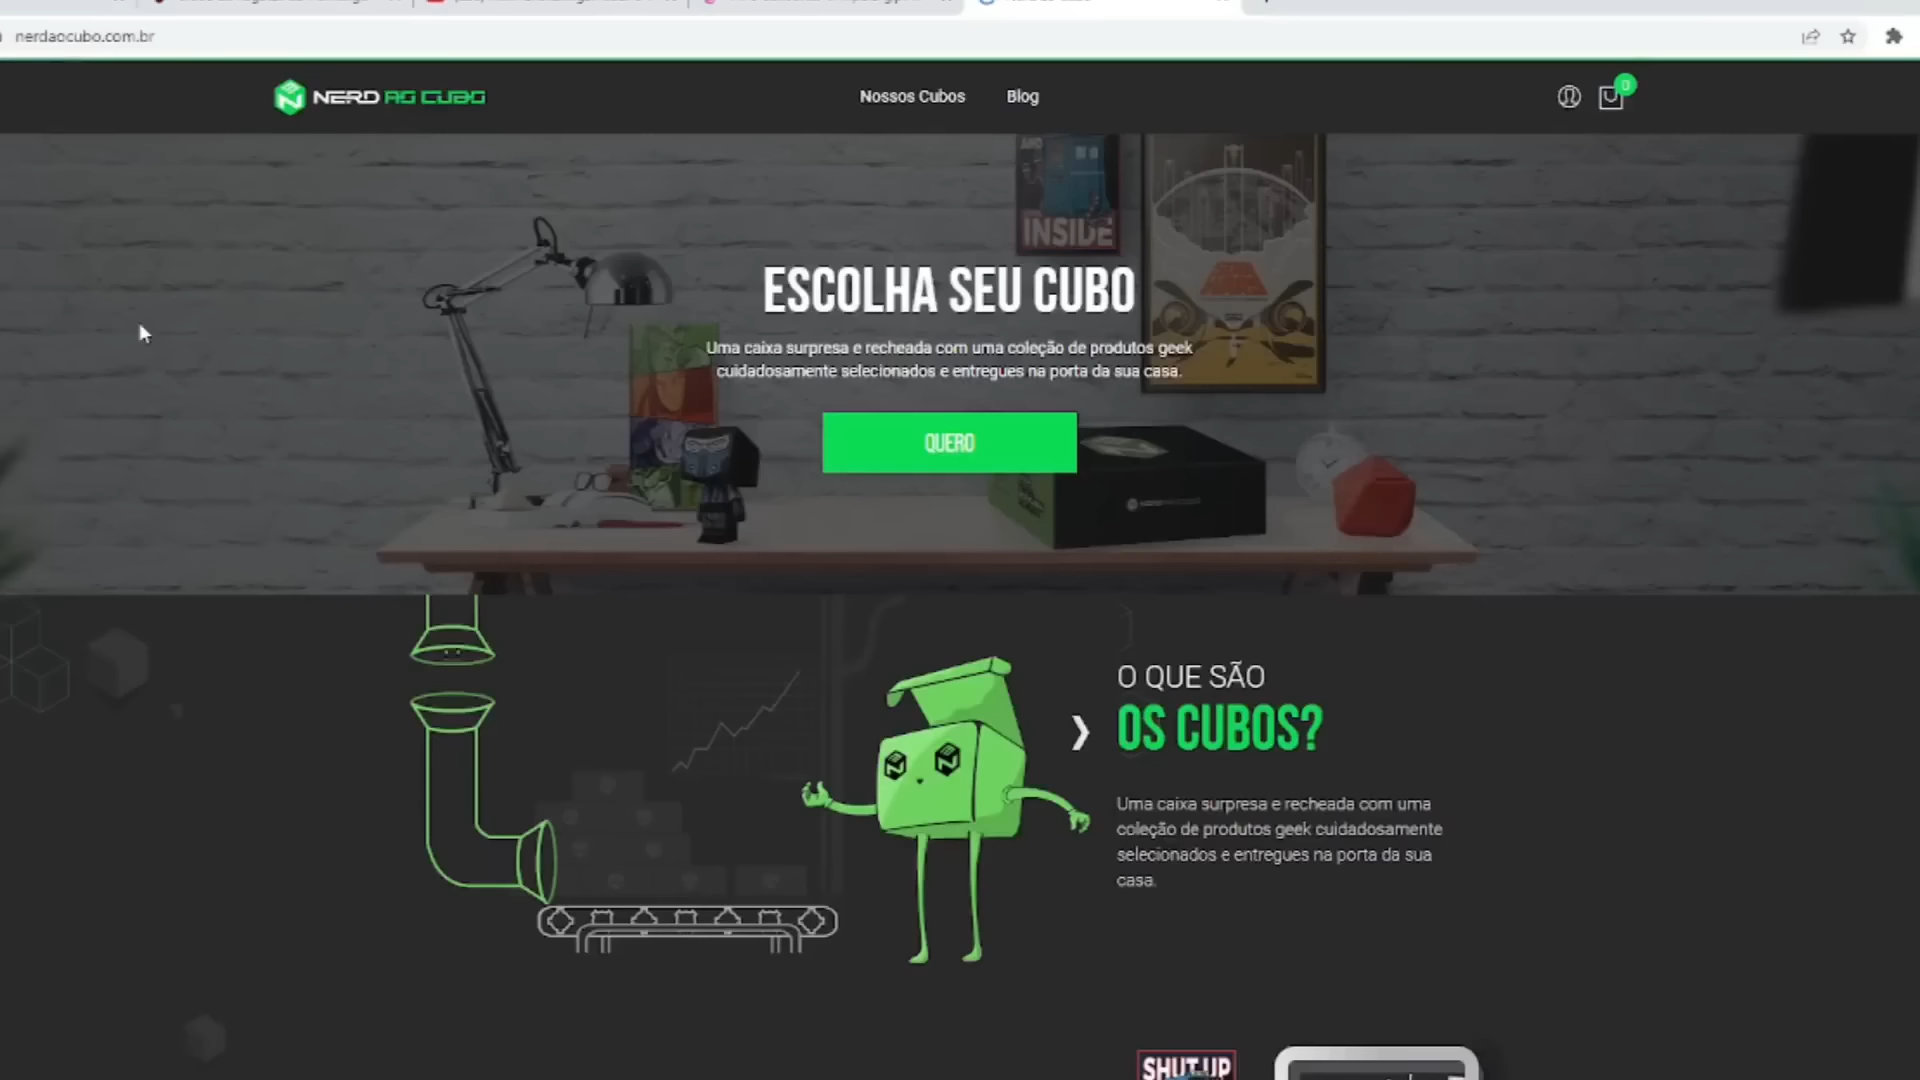 nerdaocubo.com.br
NERD AO CUBO
Nossos Cubos
Blog
0
INSIDE
ESCOLHA SEU CUBO
Uma caixa surpresa e recheada com uma coleção de produtos geek
cuidadosamente selecionados e entregues na porta da sua casa.
QUERO
O QUE SÃO
OS CUBOS?
Uma caixa surpresa e recheada com uma
coleção de produtos geek cuidadosamente
selecionados e entregues na porta da sua
casa.
SHUT UP